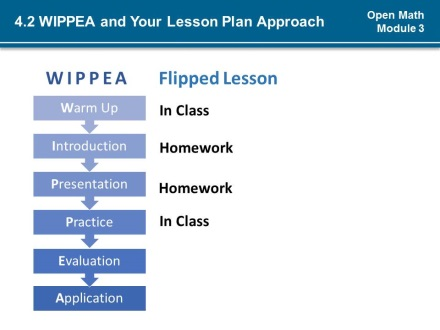 4.2 WIPPEA and Your Lesson Plan Approach
Open Math
Module 3
WIPPEA
Flipped Lesson
Warm Up
In Class
Introduction
Homework
Presentation
Homework
Practice
In Class
Evaluation
Application